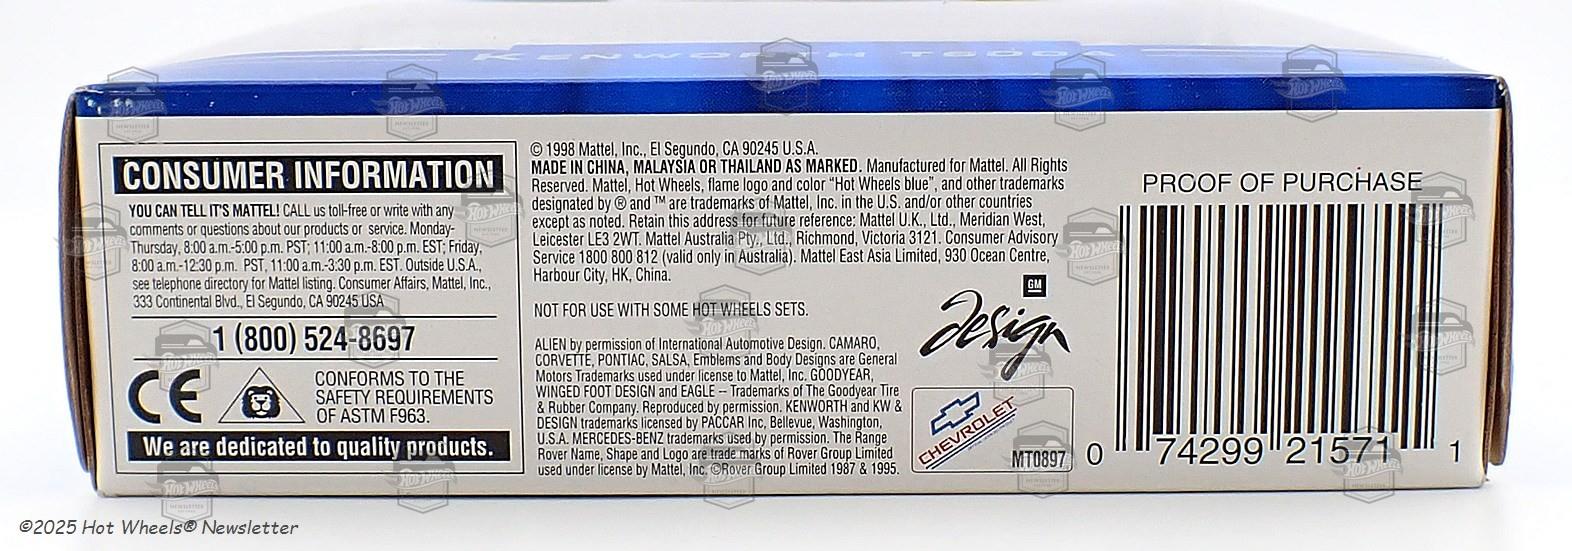 KENWORTH T600A
CONSUMER INFORMATION
YOU CAN TELL IT'S MATTEL! CALL us toll-free or write with any
comments or questions about our products or service. Monday-
Thursday, 8:00 a.m.-5:00 p.m. PST; 11:00 a.m.-8:00 p.m. EST; Friday,
8:00 a.m.-12:30 p.m. PST, 11:00 a.m.-3:30 p.m. EST. Outside U.S.A.,
see telephone directory for Mattel listing. Consumer Affairs, Mattel, Inc.,
333 Continental Blvd., El Segundo, CA 90245 USA
1 (800) 524-8697
CE
CONFORMS TO THE
SAFETY REQUIREMENTS
OF ASTM F963.
We are dedicated to quality products.
© 1998 Mattel, Inc., El Segundo, CA 90245 U.S.A.
MADE IN CHINA, MALAYSIA OR THAILAND AS MARKED. Manufactured for Mattel. All Rights
Reserved. Mattel, Hot Wheels, flame logo and color “Hot Wheels blue”, and other trademarks
designated by ® and ™ are trademarks of Mattel, Inc. in the U.S. and/or other countries
except as noted. Retain this address for future reference: Mattel U.K., Ltd., Meridian West,
Leicester LE3 2WT. Mattel Australia Pty., Ltd., Richmond, Victoria 3121. Consumer Advisory
Service 1800 800 812 (valid only in Australia). Mattel East Asia Limited, 930 Ocean Centre,
Harbour City, HK, China.
NOT FOR USE WITH SOME HOT WHEELS SETS.
ALIEN by permission of International Automotive Design. CAMARO,
CORVETTE, PONTIAC, SALSA, Emblems and Body Designs are General
Motors Trademarks used under license to Mattel, Inc. GOODYEAR,
WINGED FOOT DESIGN and EAGLE -- Trademarks of The Goodyear Tire
& Rubber Company. Reproduced by permission. KENWORTH and KW &
DESIGN trademarks licensed by PACCAR Inc, Bellevue, Washington,
U.S.A. MERCEDES-BENZ trademarks used by permission. The Range
Rover Name, Shape and Logo are trade marks of Rover Group Limited
used under license by Mattel, Inc. ©Rover Group Limited 1987 & 1995.
GM
design
CHEVROLET
MT0897
PROOF OF PURCHASE
0 74299 21571 1
©2025 Hot Wheels® Newsletter
HOT WHEELS
NEWSLETTER